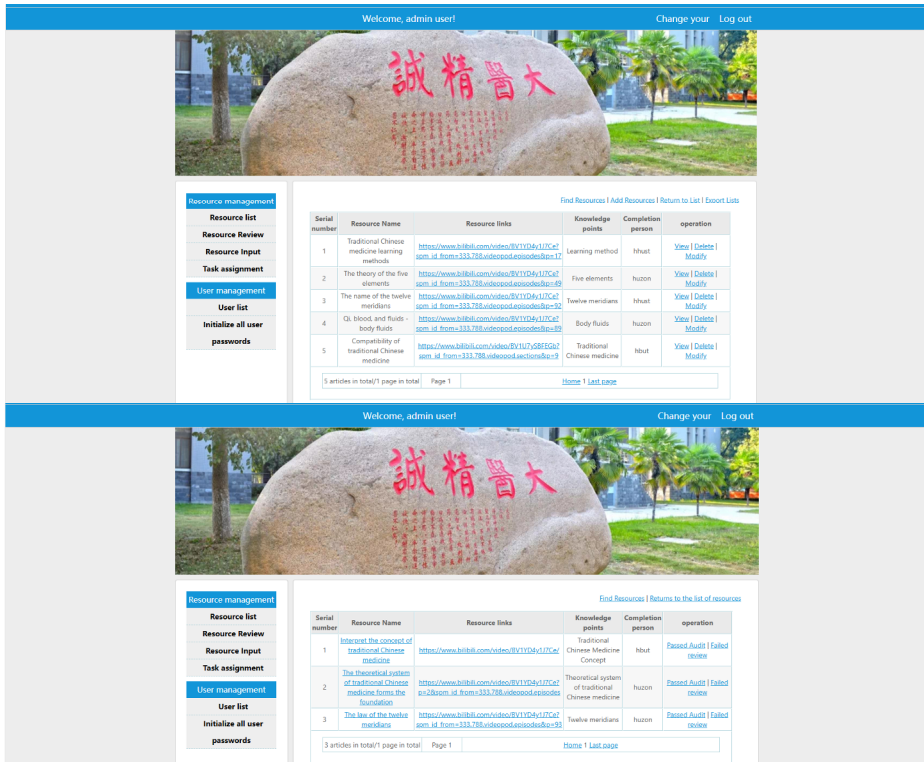 Welcome, admin user!
Change your Log out
誠精醫大
Resource management
Resource list
Resource Review
Resource Input
Task assignment
User management
User list
Initialize all user
passwords
Find Resources | Add Resources | Return to List | Export Lists
Serial number Resource Name Resource links Knowledge points Completion person operation
1 Traditional Chinese medicine learning methods https://www.bilibili.com/video/BV1YD4y1J7Ce?spm_id_from=333.788.videopod.episodes&p=17 Learning method hhust View | Delete | Modify
2 The theory of the five elements https://www.bilibili.com/video/BV1YD4y1J7Ce?spm_id_from=333.788.videopod.episodes&p=49 Five elements huzon View | Delete | Modify
3 The name of the twelve meridians https://www.bilibili.com/video/BV1YD4y1J7Ce?spm_id_from=333.788.videopod.episodes&p=92 Twelve meridians hhust View | Delete | Modify
4 Qi, blood, and fluids - body fluids https://www.bilibili.com/video/BV1YD4y1J7Ce?spm_id_from=333.788.videopod.episodes&p=89 Body fluids huzon View | Delete | Modify
5 Compatibility of traditional Chinese medicine https://www.bilibili.com/video/BV1U7ySBFEGb?spm_id_from=333.788.videopod.sections&p=9 Traditional Chinese medicine hbut View | Delete | Modify
5 articles in total/1 page in total Page 1 Home 1 Last page
Welcome, admin user!
Change your Log out
誠精醫大
Resource management
Resource list
Resource Review
Resource Input
Task assignment
User management
User list
Initialize all user
passwords
Find Resources | Returns to the list of resources
Serial number Resource Name Resource links Knowledge points Completion person operation
1 Interpret the concept of traditional Chinese medicine https://www.bilibili.com/video/BV1YD4y1J7Ce/ Traditional Chinese Medicine Concept hbut Passed Audit | Failed review
2 The theoretical system of traditional Chinese medicine forms the foundation https://www.bilibili.com/video/BV1YD4y1J7Ce?p=2&spm_id_from=333.788.videopod.episodes Theoretical system of traditional Chinese medicine huzon Passed Audit | Failed review
3 The law of the twelve meridians https://www.bilibili.com/video/BV1YD4y1J7Ce?spm_id_from=333.788.videopod.episodes&p=93 Twelve meridians huzon Passed Audit | Failed review
3 articles in total/1 page in total Page 1 Home 1 Last page